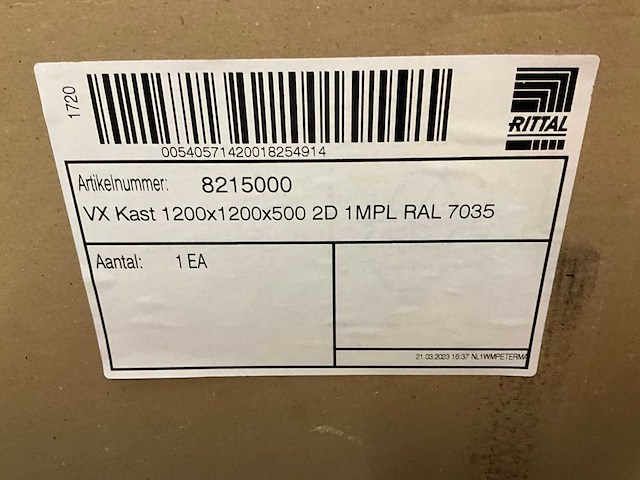 1720
00540571420018254914
RITTAL
Artikelnummer: 8215000
VX Kast 1200x1200x500 2D 1MPL RAL 7035
Aantal: 1 EA
21.03.2023 16:37 NL1WMPETERMA